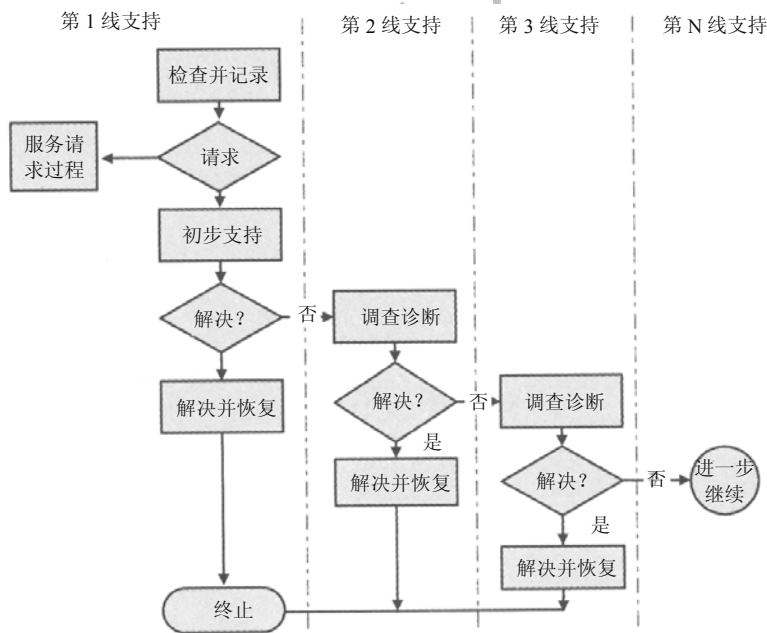 第 1 线支持
第 2 线支持
第 3 线支持
第 N 线支持
检查并记录
服务请
求过程
请求
初步支持
解决？
否
调查诊断
解决并恢复
解决？
否
调查诊断
是
解决并恢复
解决？
否
进一步
继续
是
解决并恢复
终止